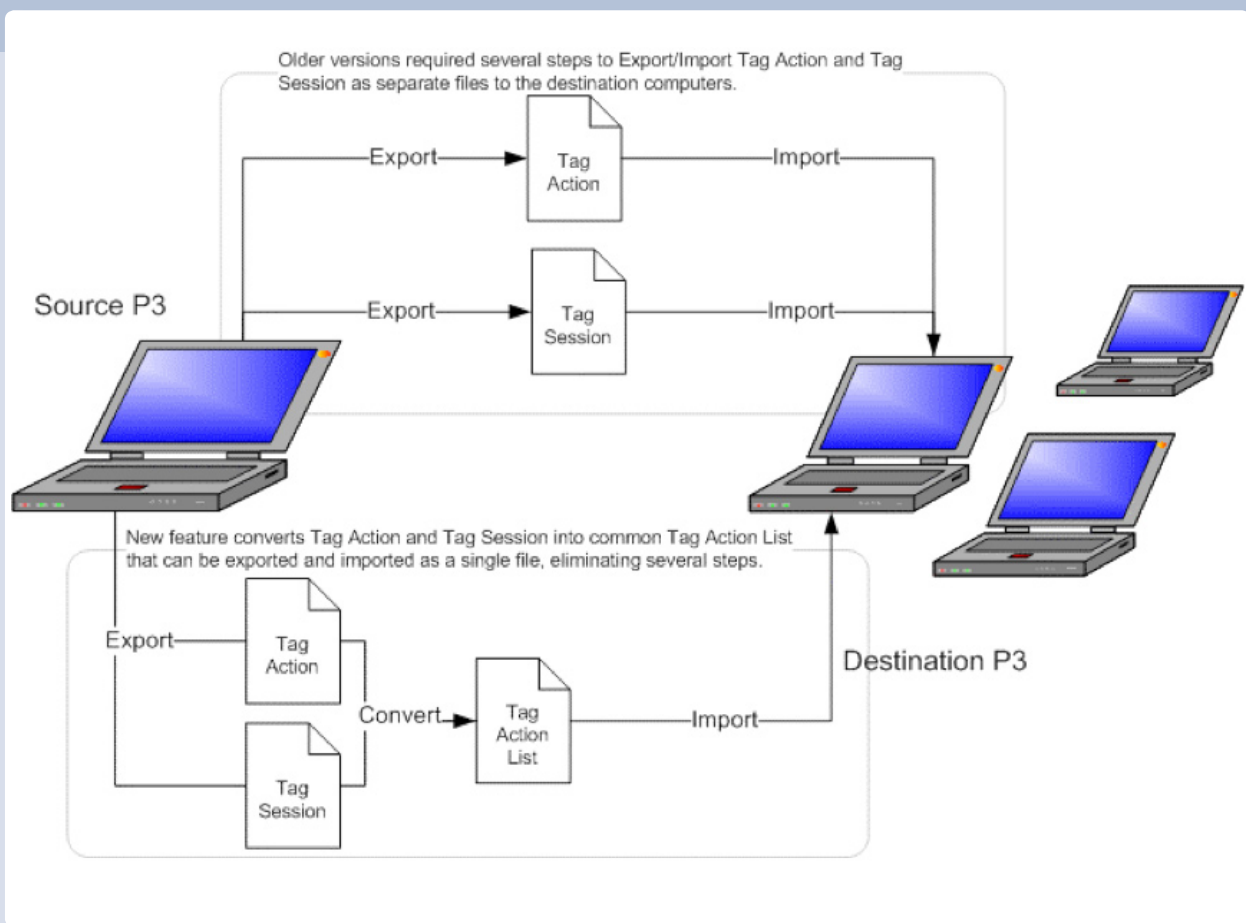 Older versions required several steps to Export/Import Tag Action and Tag
Session as separate files to the destination computers.
Export
Tag
Action
Import
Source P3
Export
Tag
Session
Import
New feature converts Tag Action and Tag Session into common Tag Action List
that can be exported and imported as a single file, eliminating several steps.
Export
Tag
Action
Convert
Tag
Action
List
Import
Destination P3
Tag
Session